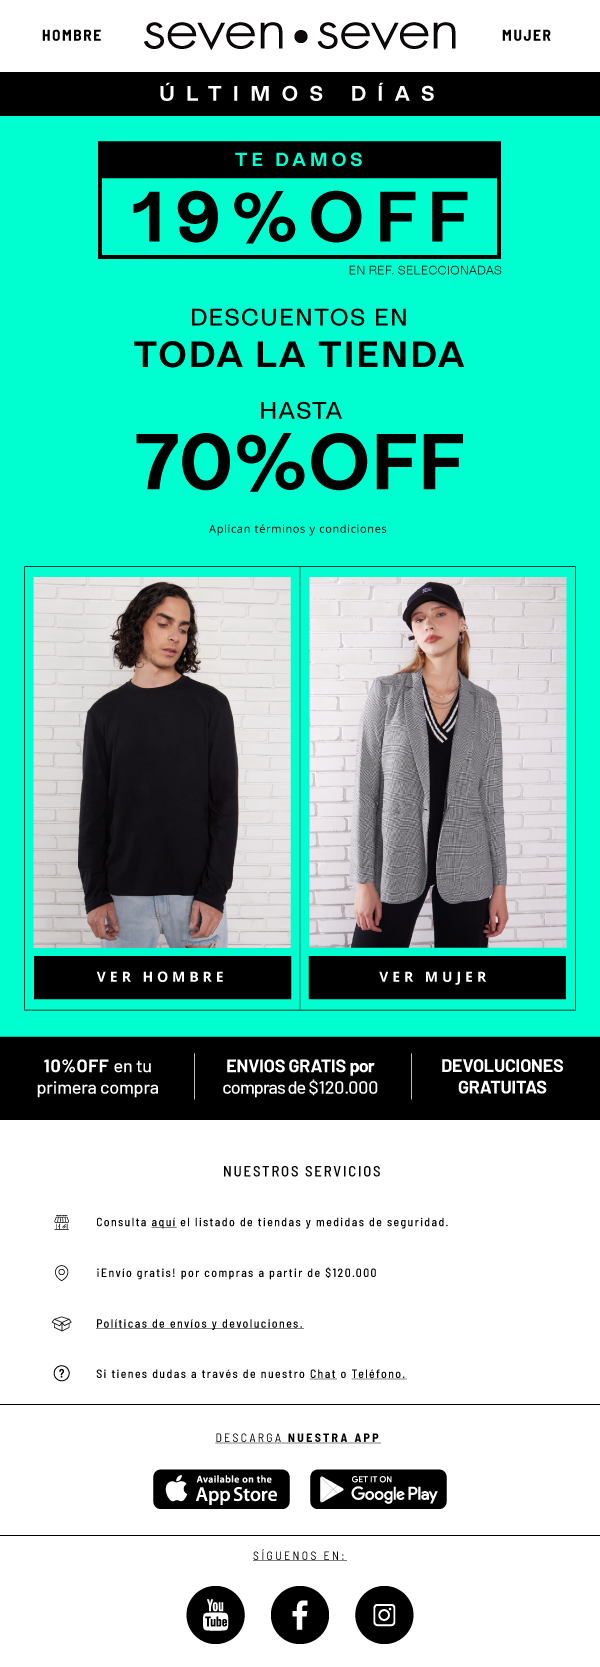 HOMBRE seven•seven MUJER
ÚLTIMOS DÍAS
TE DAMOS
19%OFF
EN REF. SELECCIONADAS
DESCUENTOS EN
TODA LA TIENDA
HASTA
70%OFF
Aplican términos y condiciones
VER HOMBRE VER MUJER
10%OFF en tu
primera compra
ENVIOS GRATIS por
compras de $120.000
DEVOLUCIONES
GRATUITAS
NUESTROS SERVICIOS
Consulta aquí el listado de tiendas y medidas de seguridad.
¡Envío gratis! por compras a partir de $120.000
Políticas de envíos y devoluciones.
Si tienes dudas a través de nuestro Chat o Teléfono.
DESCARGA NUESTRA APP
Available on the
App Store
GET IT ON
Google Play
SÍGUENOS EN:
You
Tube